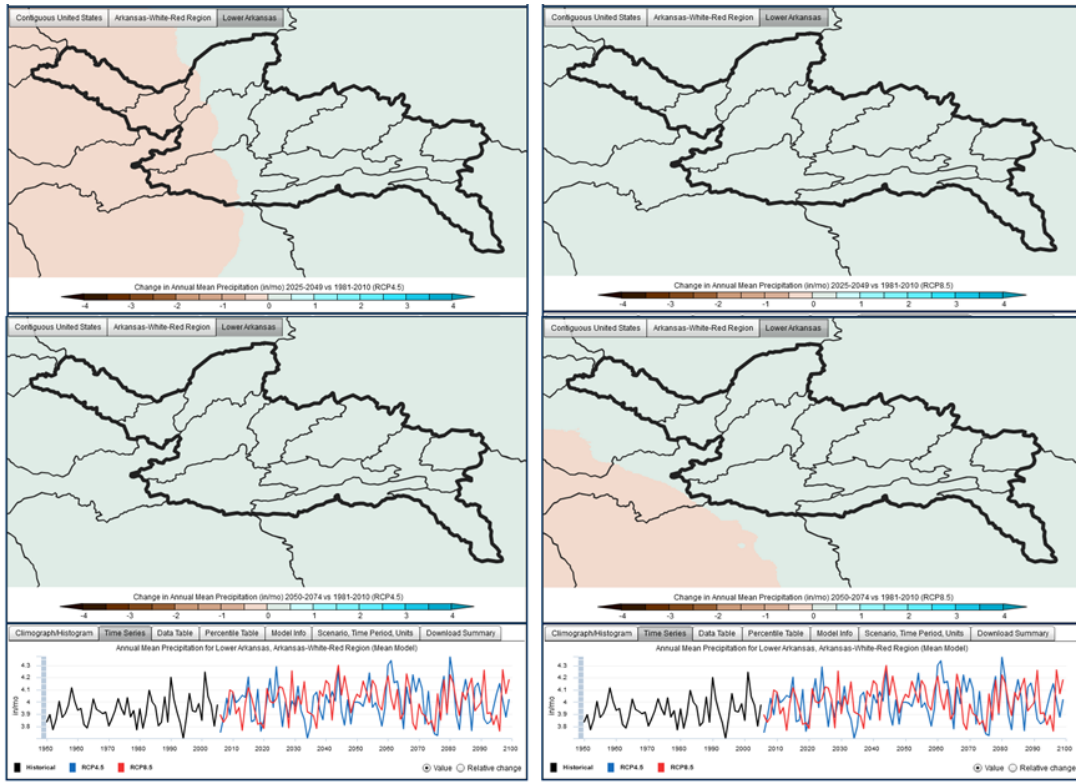 Contiguous United States Arkansas-White-Red Region Lower Arkansas
Change in Annual Mean Precipitation (in/mo) 2025-2049 vs 1981-2010 (RCP4.5)
-4 -3 -2 -1 0 1 2 3 4
Contiguous United States Arkansas-White-Red Region Lower Arkansas
Change in Annual Mean Precipitation (in/mo) 2025-2049 vs 1981-2010 (RCP8.5)
-4 -3 -2 -1 0 1 2 3 4
Contiguous United States Arkansas-White-Red Region Lower Arkansas
Change in Annual Mean Precipitation (in/mo) 2050-2074 vs 1981-2010 (RCP4.5)
-4 -3 -2 -1 0 1 2 3 4
Contiguous United States Arkansas-White-Red Region Lower Arkansas
Change in Annual Mean Precipitation (in/mo) 2050-2074 vs 1981-2010 (RCP8.5)
-4 -3 -2 -1 0 1 2 3 4
Climograph/Histogram Time Series Data Table Percentile Table Model Info Scenario, Time Period, Units Download Summary
Annual Mean Precipitation for Lower Arkansas, Arkansas-White-Red Region (Mean Model)
in/mo
4.3
4.2
4.1
4
3.9
3.8
1950 1960 1970 1980 1990 2000 2010 2020 2030 2040 2050 2060 2070 2080 2090 2100
Historical RCP4.5 RCP8.5 Value Relative change
Climograph/Histogram Time Series Data Table Percentile Table Model Info Scenario, Time Period, Units Download Summary
Annual Mean Precipitation for Lower Arkansas, Arkansas-White-Red Region (Mean Model)
in/mo
4.3
4.2
4.1
4
3.9
3.8
1950 1960 1970 1980 1990 2000 2010 2020 2030 2040 2050 2060 2070 2080 2090 2100
Historical RCP4.5 RCP8.5 Value Relative change